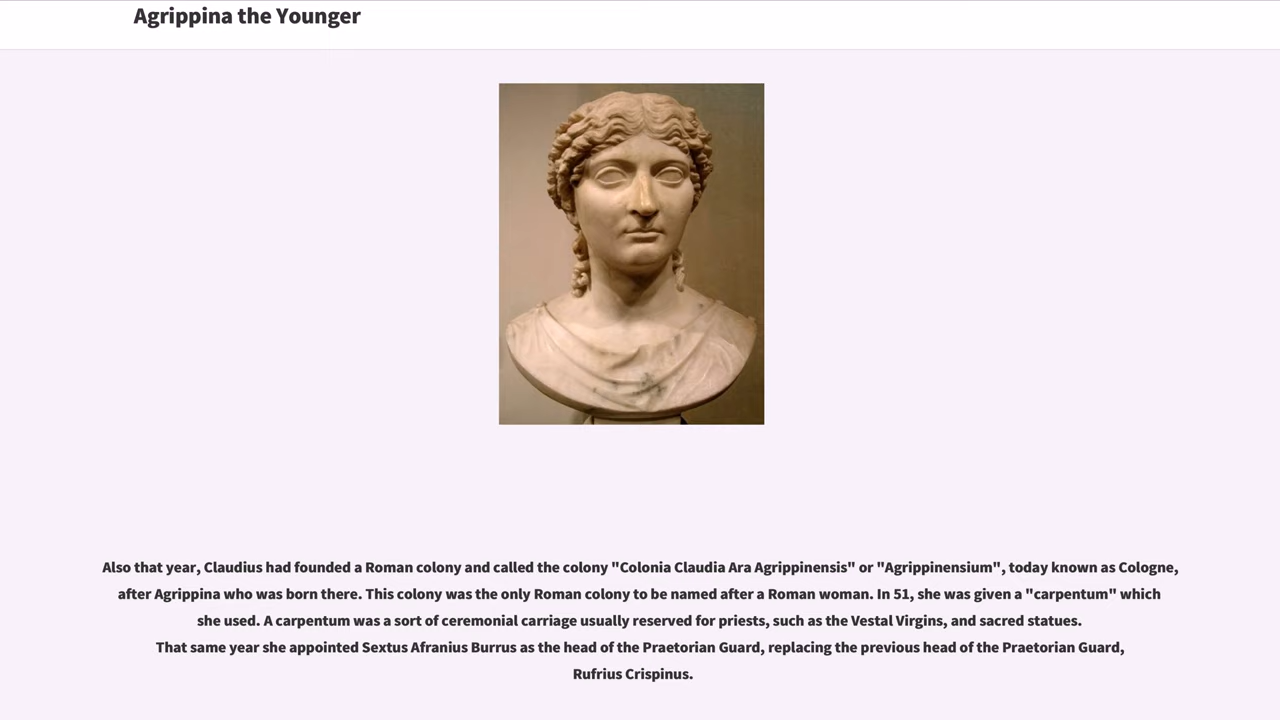 Agrippina the Younger
Also that year, Claudius had founded a Roman colony and called the colony "Colonia Claudia Ara Agrippinensis" or "Agrippinensium", today known as Cologne,
after Agrippina who was born there. This colony was the only Roman colony to be named after a Roman woman. In 51, she was given a "carpentum" which
she used. A carpentum was a sort of ceremonial carriage usually reserved for priests, such as the Vestal Virgins, and sacred statues.
That same year she appointed Sextus Afranius Burrus as the head of the Praetorian Guard, replacing the previous head of the Praetorian Guard,
Rufrius Crispinus.